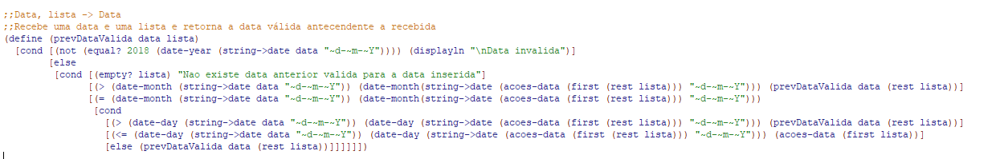 ;;Data, lista -> Data
;;Recebe uma data e uma lista e retorna a data válida antecendente a recebida
(define (prevDataValida data lista)
[cond [(not (equal? 2018 (date-year (string->date data "~d-~m-~Y")))) (displayln "\nData invalida")]
[else
[cond [(empty? lista) "Nao existe data anterior valida para a data inserida"]
[(> (date-month (string->date data "~d-~m-~Y")) (date-month(string->date (acoes-data (first (rest lista))) "~d-~m-~Y"))) (prevDataValida data (rest lista))]
[(= (date-month (string->date data "~d-~m-~Y")) (date-month(string->date (acoes-data (first (rest lista))) "~d-~m-~Y")))
[cond
[(> (date-day (string->date data "~d-~m-~Y")) (date-day (string->date (acoes-data (first (rest lista))) "~d-~m-~Y"))) (prevDataValida data (rest lista))]
[(<= (date-day (string->date data "~d-~m-~Y")) (date-day (string->date (acoes-data (first (rest lista))) "~d-~m-~Y"))) (acoes-data (first lista))]
[else (prevDataValida data (rest lista))]]]]]])